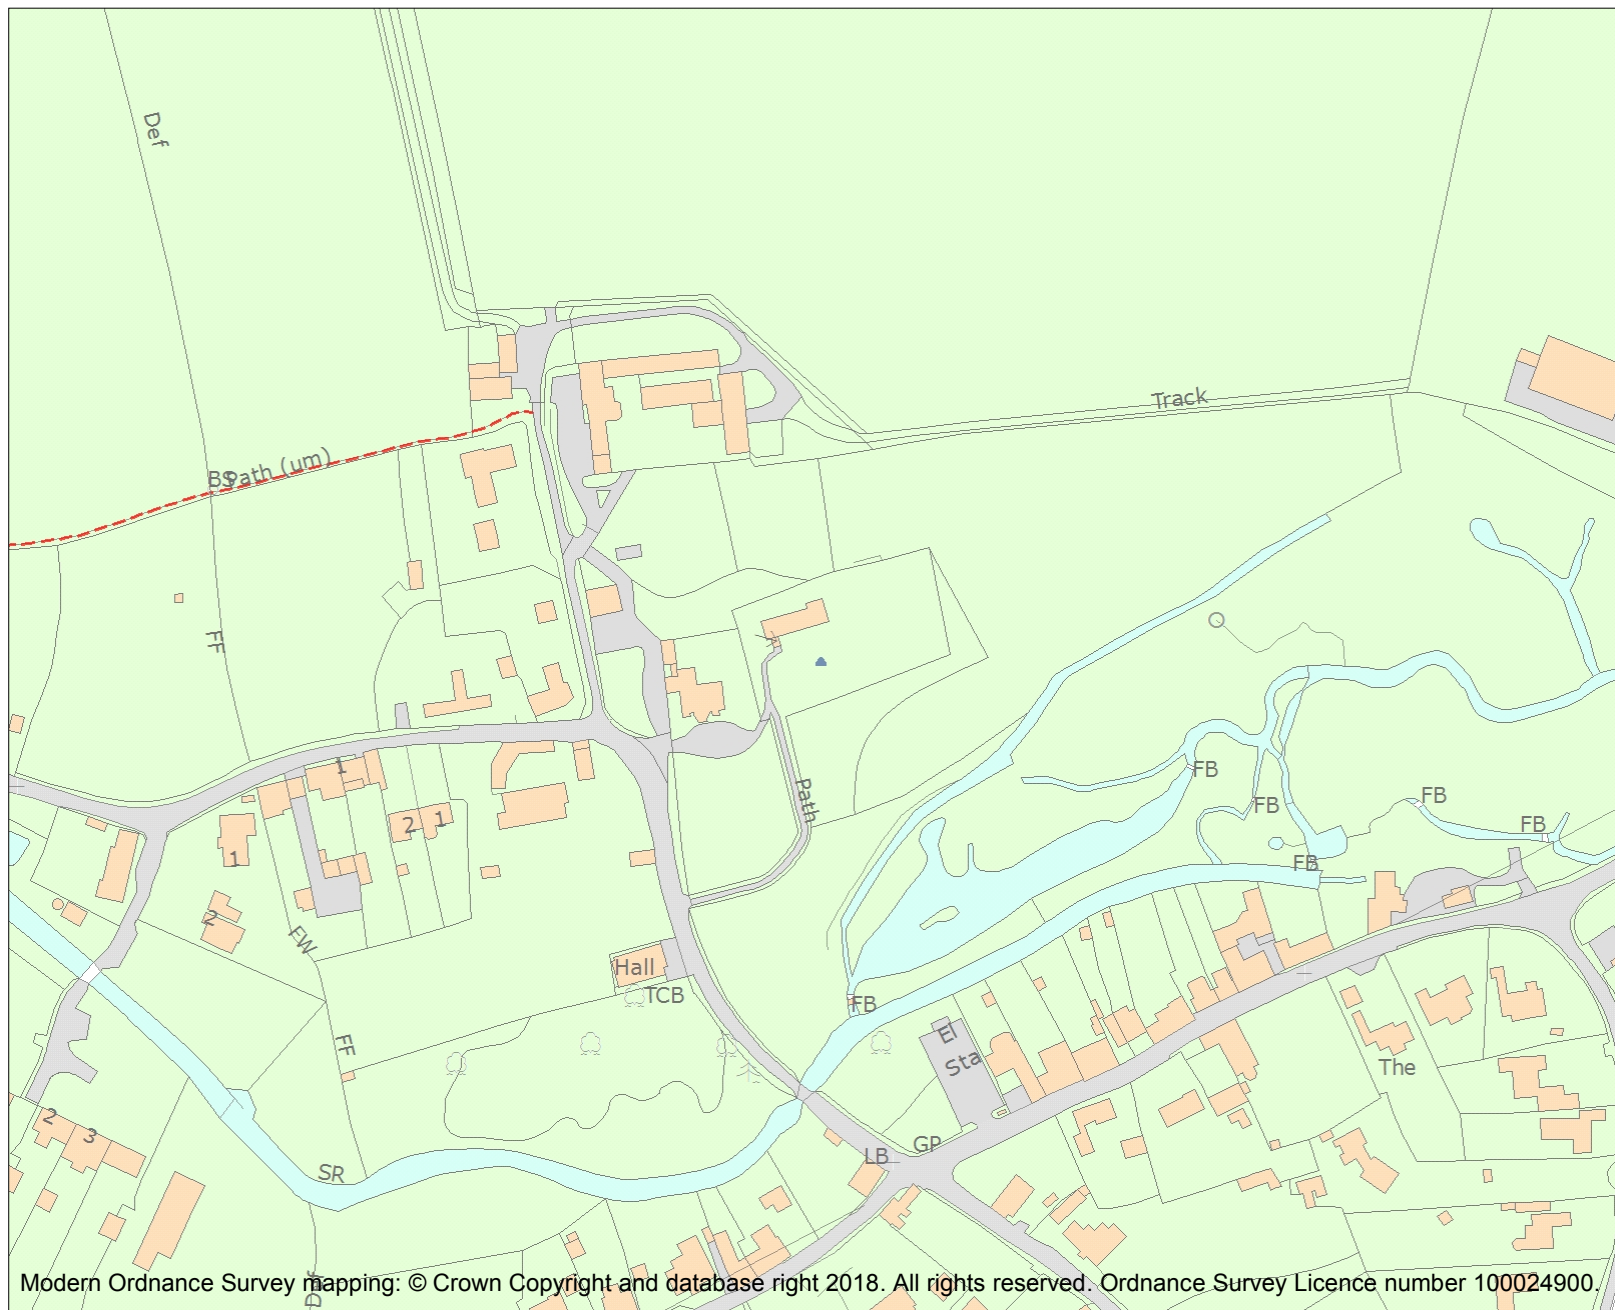 Def
Track
BS
Path (um)
FF
1
2 1
1
Path
FB
FB
FB
FB
FB
2
FW
Hall
TCB
FB
FF
El
Sta
The
2
3
SR
LB
GP
Def
Modern Ordnance Survey mapping: © Crown Copyright and database right 2018. All rights reserved. Ordnance Survey Licence number 100024900.